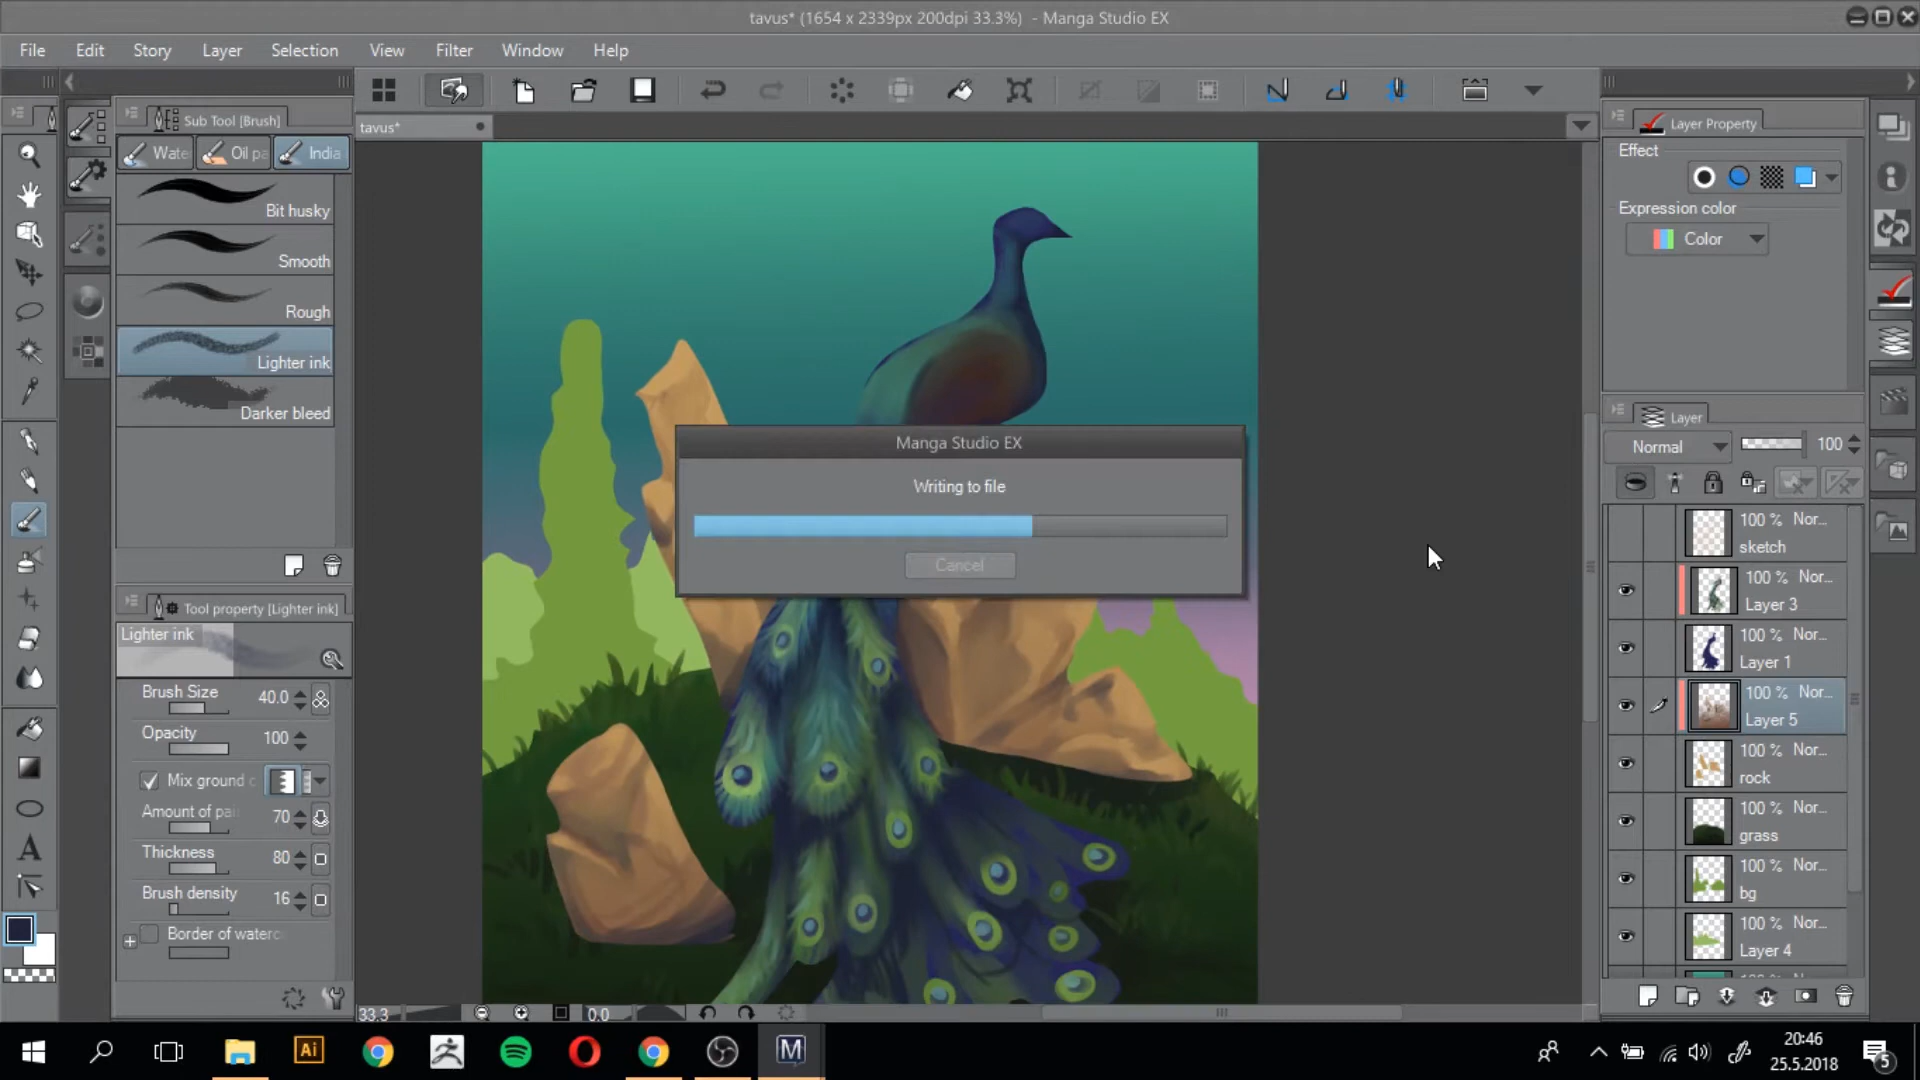 tavus* (1654 x 2339px 200dpi 33.3%) - Manga Studio EX
File Edit Story Layer Selection View Filter Window Help
Sub Tool [Brush]
Wate Oil pa India
Bit husky
Smooth
Rough
Lighter ink
Darker bleed
Tool property [Lighter ink]
Lighter ink
Brush Size 40.0
Opacity 100
Mix ground c
Amount of pai 70
Thickness 80
Brush density 16
Border of waterc
tavus*
Manga Studio EX
Writing to file
Cancel
33.3 0.0
Layer Property
Effect
Expression color
Color
Layer
Normal 100
100 % Nor...
sketch
100 % Nor...
Layer 3
100 % Nor...
Layer 1
100 % Nor...
Layer 5
100 % Nor...
rock
100 % Nor...
grass
100 % Nor...
bg
100 % Nor...
Layer 4
Ai
M
20:46
25.5.2018
5